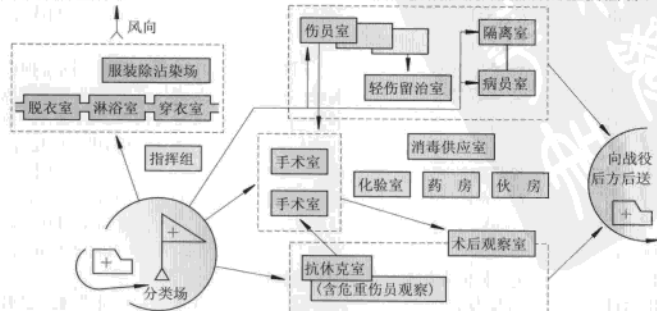 风向
伤员室
隔离室
服装除沾染场
轻伤留治室
病员室
脱衣室 淋浴室 穿衣室
指挥组
手术室
消毒供应室
向战役
后方后送
化验室 药 房 伙 房
手术室
术后观察室
抗休克室
(含危重伤员观察)
分类场